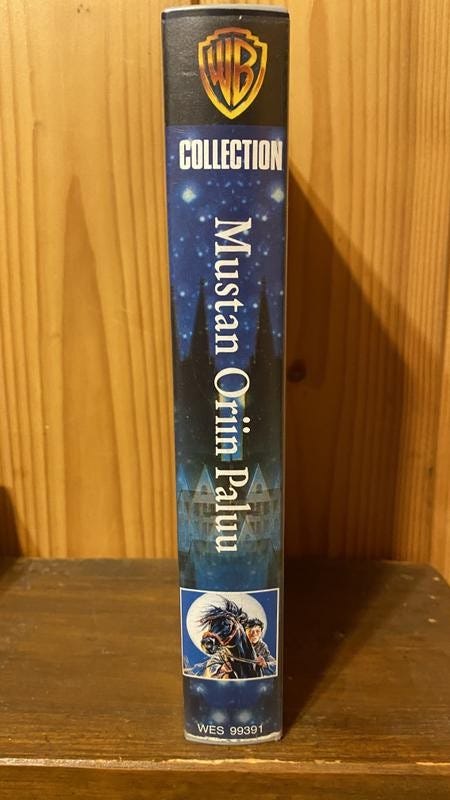 WB
COLLECTION
Mustan Oriin Paluu
WES 99391